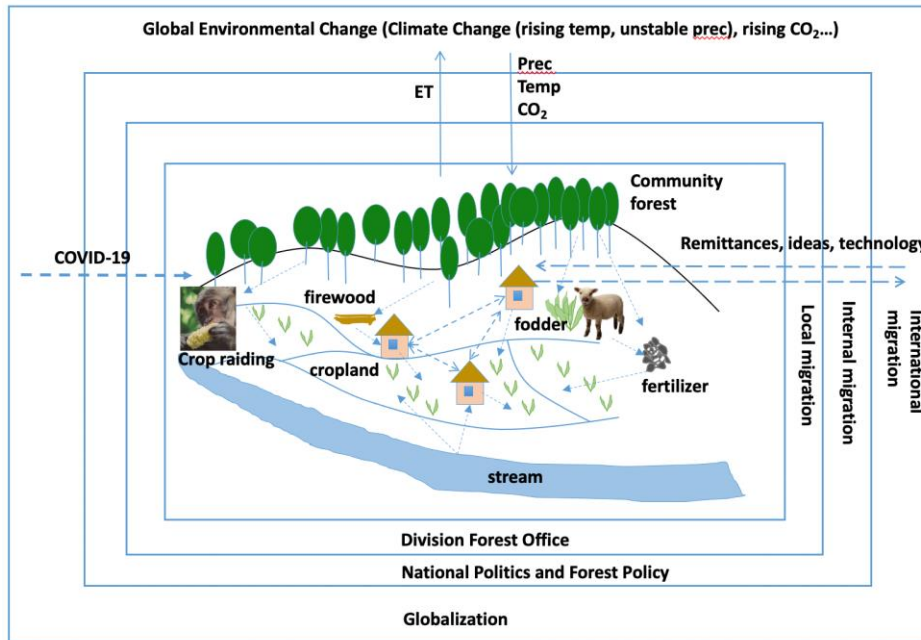 Global Environmental Change (Climate Change (rising temp, unstable prec), rising CO₂...)
ET
Prec
Temp
CO₂
Community
forest
COVID-19
Remittances, ideas, technology
firewood
fodder
Crop raiding
cropland
fertilizer
stream
Local migration
Internal migration
International
migration
Division Forest Office
National Politics and Forest Policy
Globalization